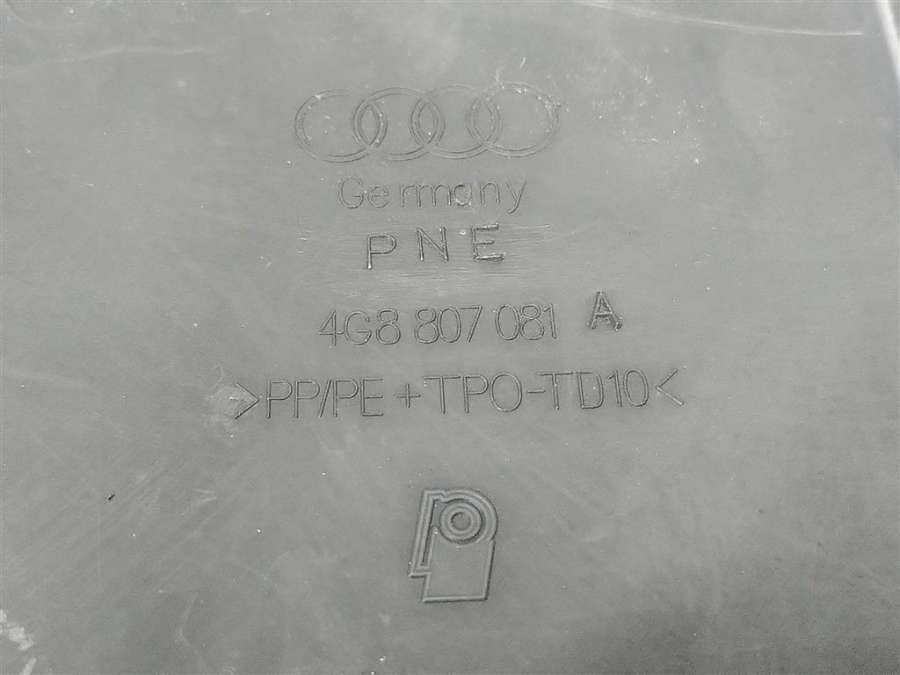 Germany
PNE
4G8 807 081 A
>PP/PE+TPO-TD10<